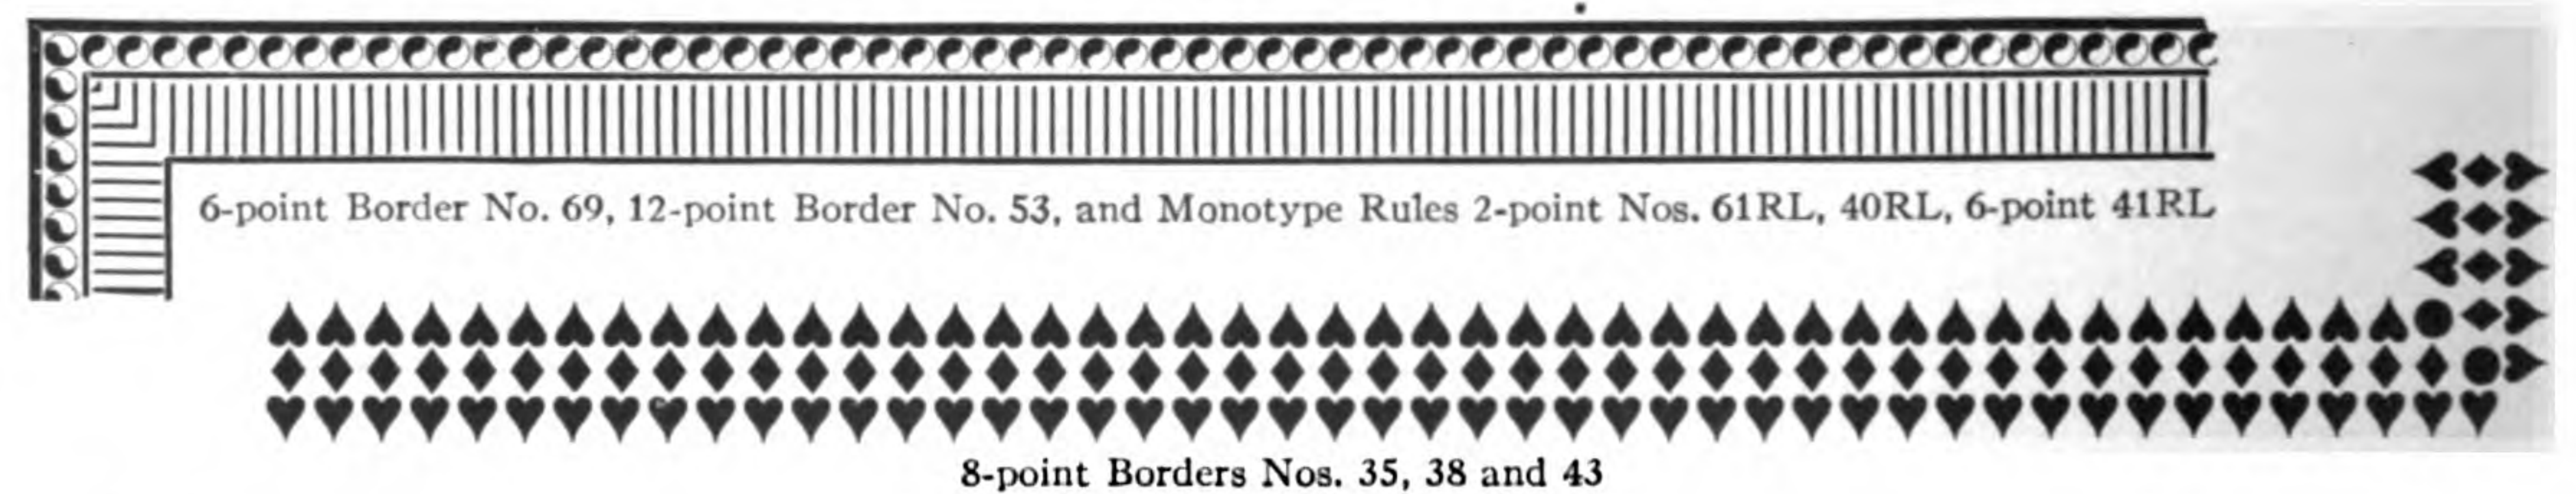 6-point Border No. 69, 12-point Border No. 53, and Monotype Rules 2-point Nos. 61RL, 40RL, 6-point 41RL
8-point Borders Nos. 35, 38 and 43